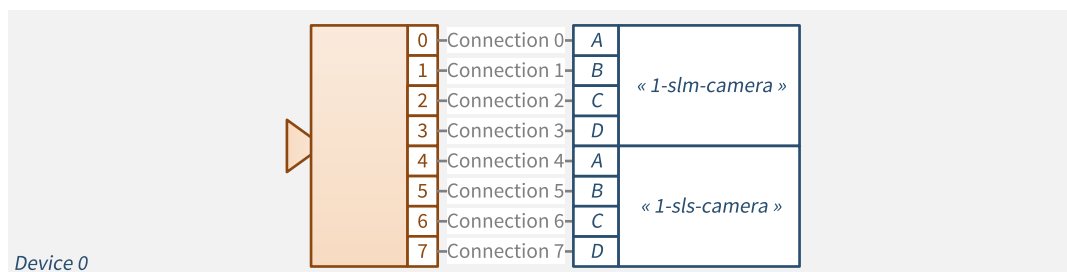 0 Connection 0 A
1 Connection 1 B
« 1-slm-camera »
2 Connection 2 C
3 Connection 3 D
4 Connection 4 A
5 Connection 5 B
« 1-sls-camera »
6 Connection 6 C
7 Connection 7 D
Device 0